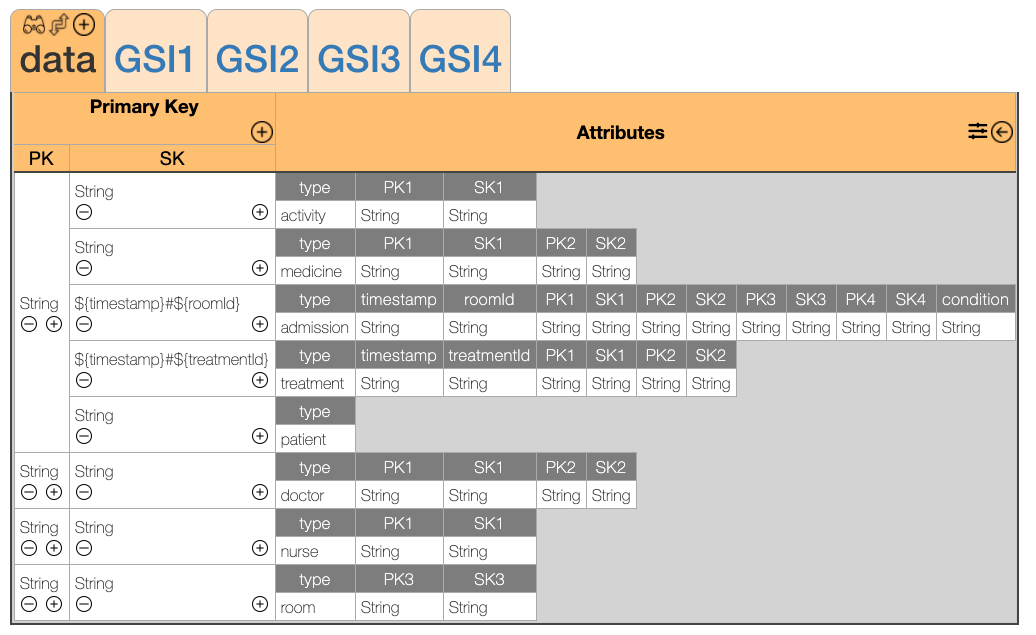 data GSI1 GSI2 GSI3 GSI4
Primary Key
Attributes
PK SK
String
String
type PK1 SK1
activity String String
String
type PK1 SK1 PK2 SK2
medicine String String String String
${timestamp}#${roomId}
type timestamp roomId PK1 SK1 PK2 SK2 PK3 SK3 PK4 SK4 condition
admission String String String String String String String String String String String
${timestamp}#${treatmentId}
type timestamp treatmentId PK1 SK1 PK2 SK2
treatment String String String String String String
String
type
patient
String String
type PK1 SK1 PK2 SK2
doctor String String String String
String String
type PK1 SK1
nurse String String
String String
type PK3 SK3
room String String